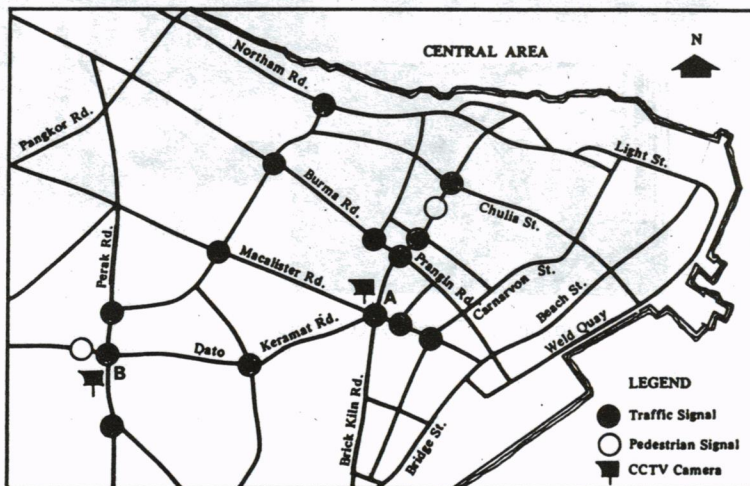 CENTRAL AREA
N
Northam Rd.
Pangkor Rd.
Light St.
Burma Rd.
Chulia St.
Perak Rd.
Macalister Rd.
Prangin Rd.
Carnarvon St.
Beach St.
A
Weld Quay
Dato Keramat Rd.
B
Brick Kiln Rd.
Bridge St.
LEGEND
Traffic Signal
Pedestrian Signal
CCTV Camera